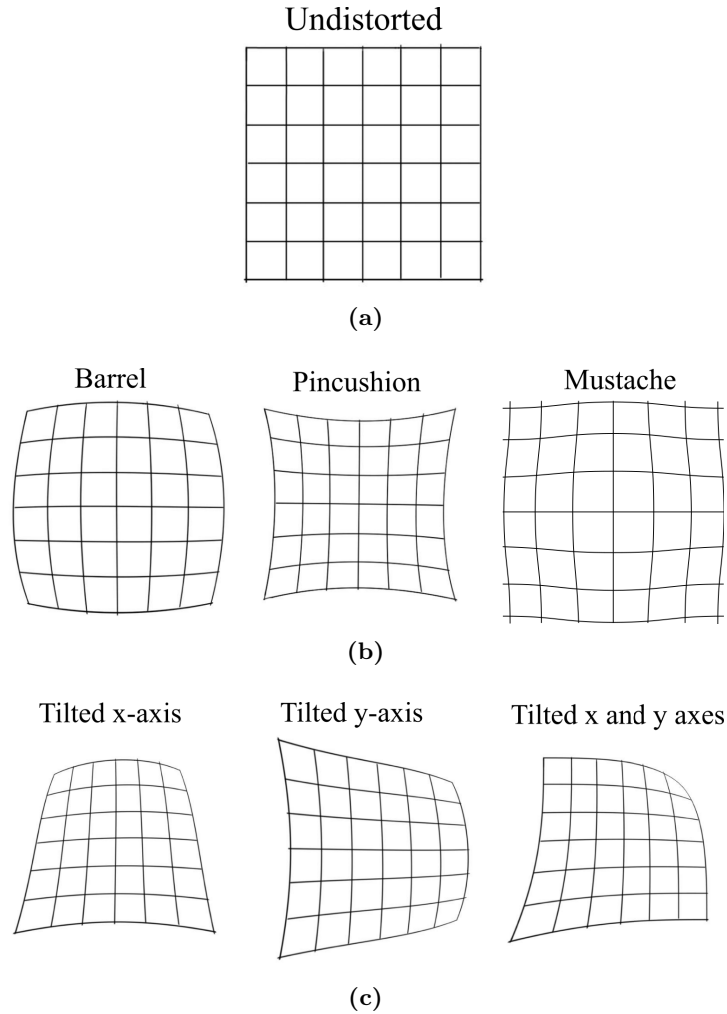 Undistorted
(a)
Barrel Pincushion Mustache
(b)
Tilted x-axis Tilted y-axis Tilted x and y axes
(c)